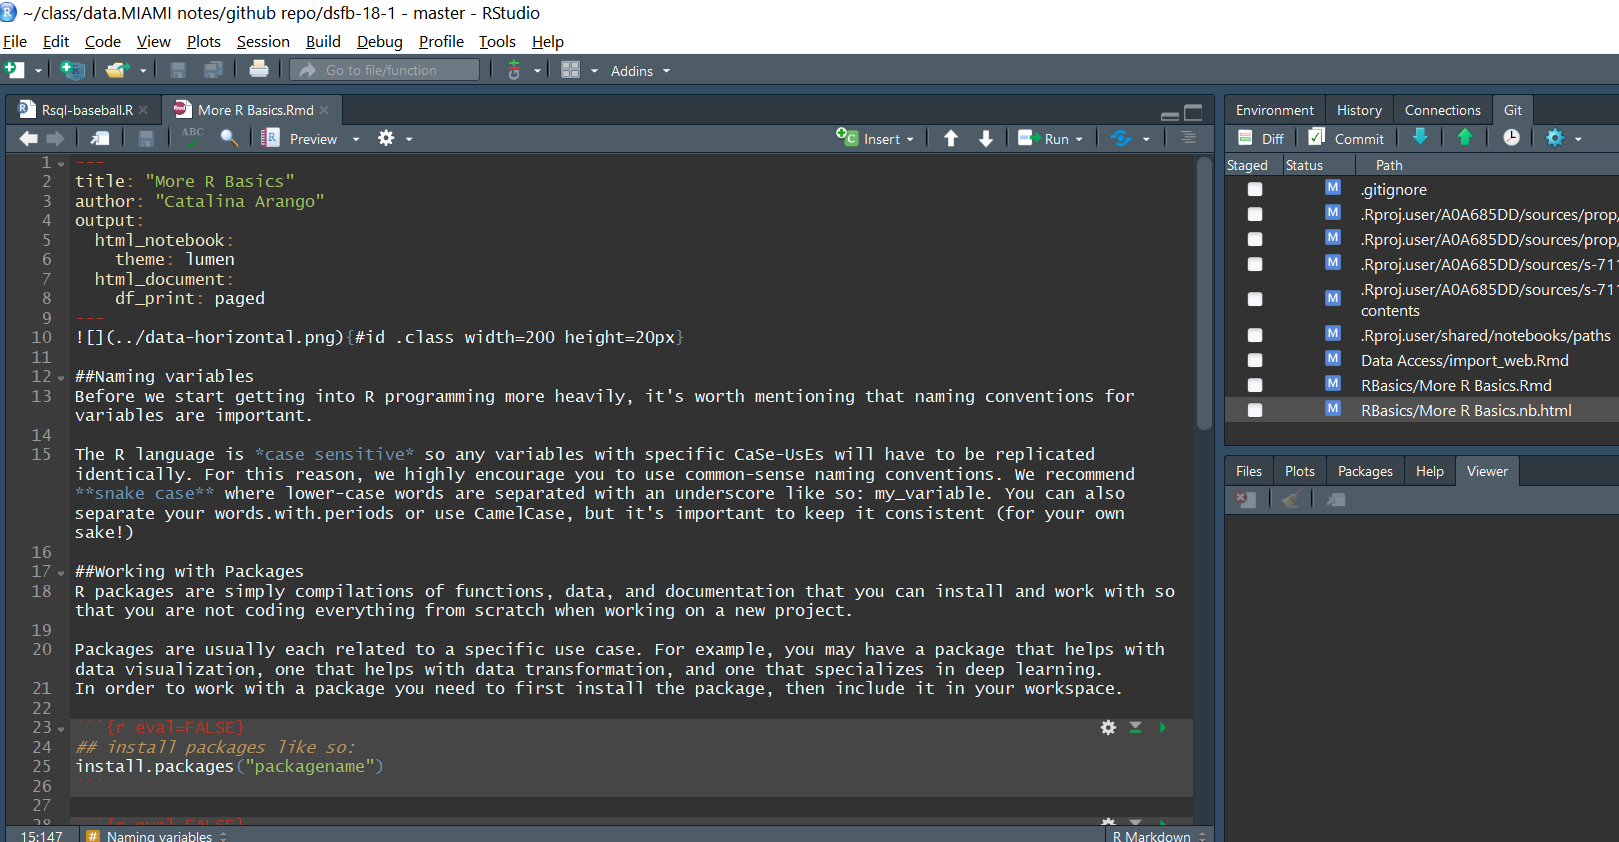 ~/class/data.MIAMI notes/github repo/dsfb-18-1 - master - RStudio
File Edit Code View Plots Session Build Debug Profile Tools Help
Go to file/function Addins
Rsql-baseball.R More R Basics.Rmd
ABC Preview Insert Run
1 ---
2 title: "More R Basics"
3 author: "Catalina Arango"
4 output:
5 html_notebook:
6 theme: lumen
7 html_document:
8 df_print: paged
9 ---
10 ![](../data-horizontal.png){#id .class width=200 height=20px}
11
12 ##Naming variables
13 Before we start getting into R programming more heavily, it's worth mentioning that naming conventions for
variables are important.
14
15 The R language is *case sensitive* so any variables with specific CaSe-UsEs will have to be replicated
identically. For this reason, we highly encourage you to use common-sense naming conventions. We recommend
**snake case** where lower-case words are separated with an underscore like so: my_variable. You can also
separate your words.with.periods or use CamelCase, but it's important to keep it consistent (for your own
sake!)
16
17 ##Working with Packages
18 R packages are simply compilations of functions, data, and documentation that you can install and work with so
that you are not coding everything from scratch when working on a new project.
19
20 Packages are usually each related to a specific use case. For example, you may have a package that helps with
data visualization, one that helps with data transformation, and one that specializes in deep learning.
21 In order to work with a package you need to first install the package, then include it in your workspace.
22
23 ```{r eval=FALSE}
24 ## install packages like so:
25 install.packages("packagename")
26 ```
27
28 ```{r eval=FALSE}
15:147 # Naming variables R Markdown
Environment History Connections Git
Diff Commit
Staged Status Path
M .gitignore
M .Rproj.user/A0A685DD/sources/prop/
M .Rproj.user/A0A685DD/sources/prop/
M .Rproj.user/A0A685DD/sources/s-711
M .Rproj.user/A0A685DD/sources/s-711
contents
M .Rproj.user/shared/notebooks/paths
M Data Access/import_web.Rmd
M RBasics/More R Basics.Rmd
M RBasics/More R Basics.nb.html
Files Plots Packages Help Viewer